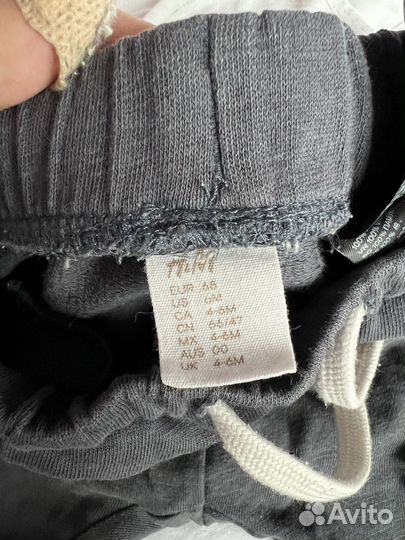 H&M
EUR 68
US 6M
CA 4-6M
CN 66/47
MX 4-6M
AUS 00
UK 4-6M
Avito